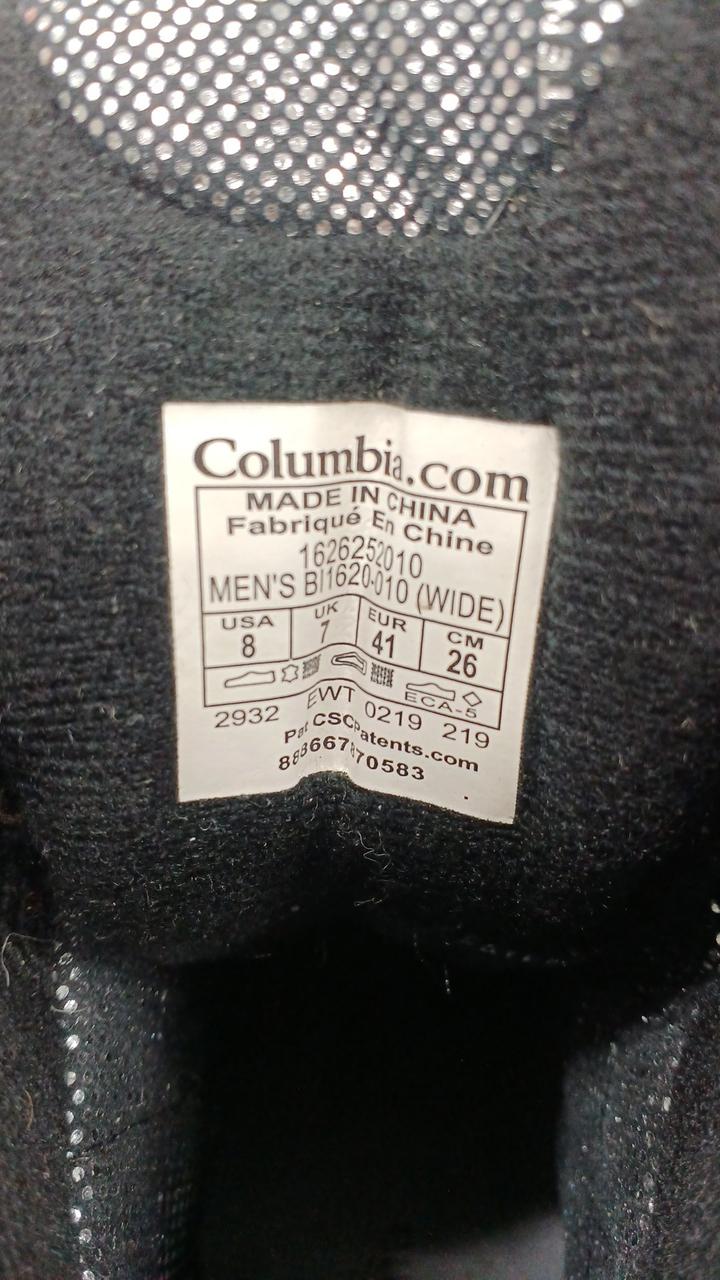 Columbia.com
MADE IN CHINA
Fabriqué En Chine
1626252010
MEN'S BI1620-010 (WIDE)
USA UK EUR CM
8 7 41 26
ECA-5
2932 EWT 0219 219
Pat. CSCPatents.com
888667870583